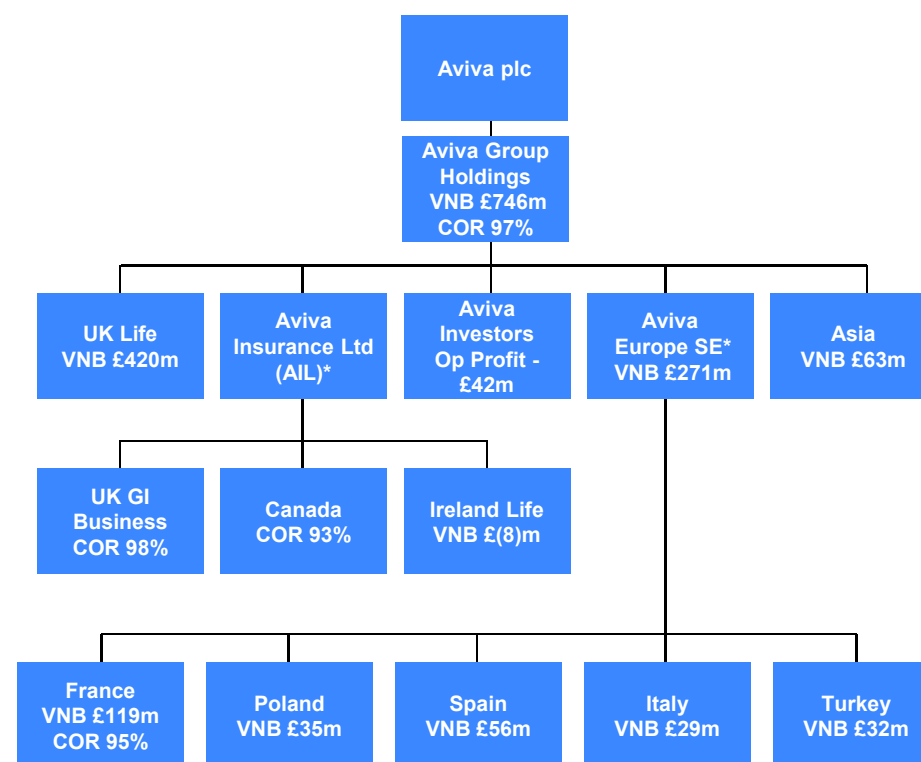 Aviva plc
Aviva Group
Holdings
VNB £746m
COR 97%
UK Life
VNB £420m
Aviva
Insurance Ltd
(AIL)*
Aviva
Investors
Op Profit -
£42m
Aviva
Europe SE*
VNB £271m
Asia
VNB £63m
UK GI
Business
COR 98%
Canada
COR 93%
Ireland Life
VNB £(8)m
France
VNB £119m
COR 95%
Poland
VNB £35m
Spain
VNB £56m
Italy
VNB £29m
Turkey
VNB £32m